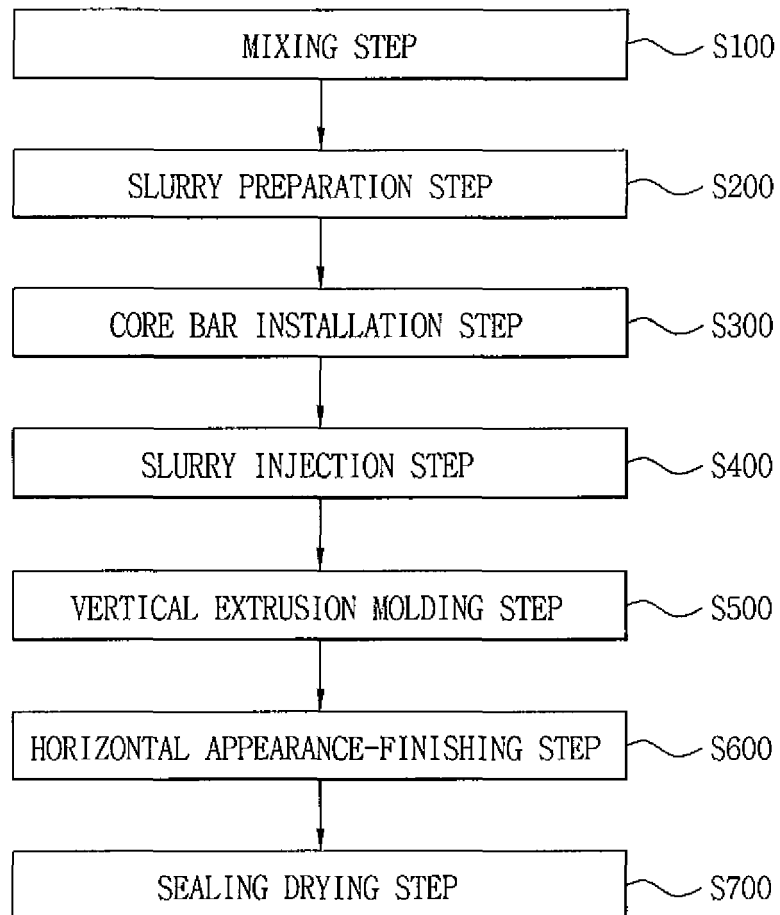 MIXING STEP S100
SLURRY PREPARATION STEP S200
CORE BAR INSTALLATION STEP S300
SLURRY INJECTION STEP S400
VERTICAL EXTRUSION MOLDING STEP S500
HORIZONTAL APPEARANCE-FINISHING STEP S600
SEALING DRYING STEP S700